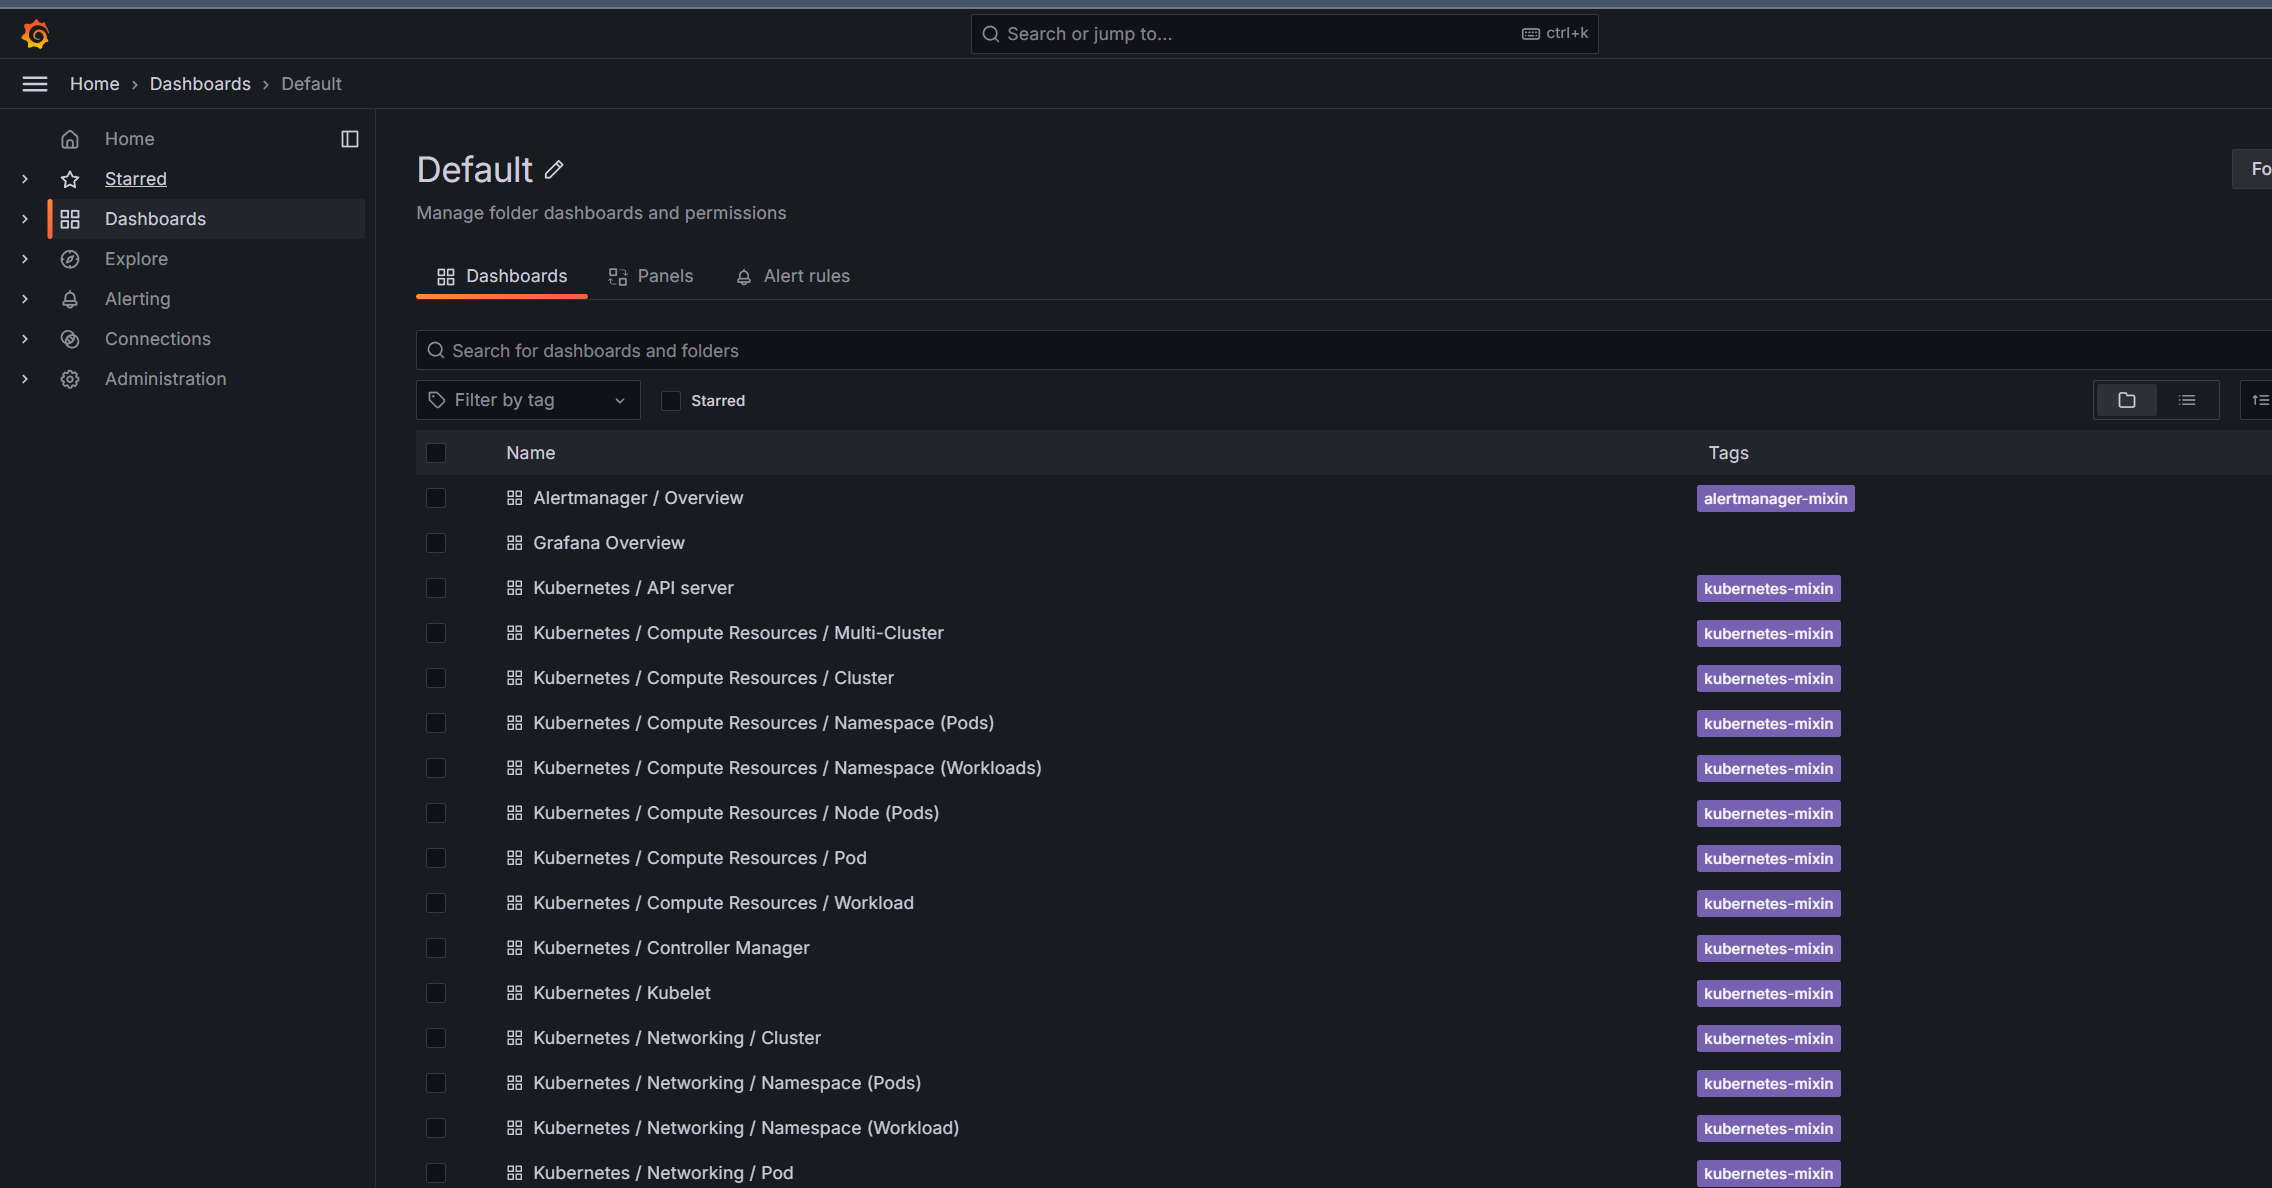 Search or jump to...
ctrl+k
Home › Dashboards › Default
Home
Starred
Dashboards
Explore
Alerting
Connections
Administration
Default
Fo
Manage folder dashboards and permissions
Dashboards Panels Alert rules
Search for dashboards and folders
Filter by tag Starred
Name Tags
Alertmanager / Overview alertmanager-mixin
Grafana Overview
Kubernetes / API server kubernetes-mixin
Kubernetes / Compute Resources / Multi-Cluster kubernetes-mixin
Kubernetes / Compute Resources / Cluster kubernetes-mixin
Kubernetes / Compute Resources / Namespace (Pods) kubernetes-mixin
Kubernetes / Compute Resources / Namespace (Workloads) kubernetes-mixin
Kubernetes / Compute Resources / Node (Pods) kubernetes-mixin
Kubernetes / Compute Resources / Pod kubernetes-mixin
Kubernetes / Compute Resources / Workload kubernetes-mixin
Kubernetes / Controller Manager kubernetes-mixin
Kubernetes / Kubelet kubernetes-mixin
Kubernetes / Networking / Cluster kubernetes-mixin
Kubernetes / Networking / Namespace (Pods) kubernetes-mixin
Kubernetes / Networking / Namespace (Workload) kubernetes-mixin
Kubernetes / Networking / Pod kubernetes-mixin